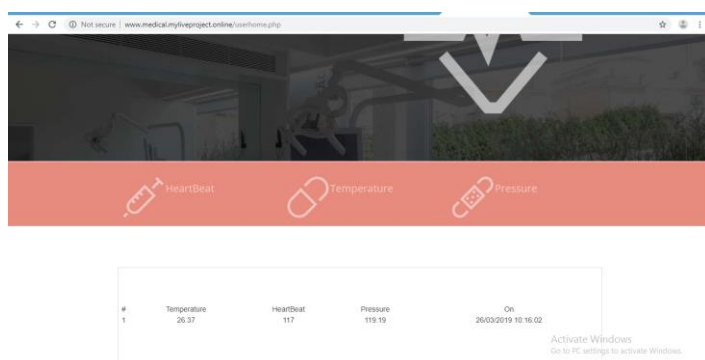 Not secure | www.medical.myliveproject.online/userhome.php
HeartBeat Temperature Pressure
# Temperature HeartBeat Pressure On
1 26.37 117 119.19 26/03/2019 10:16:02
Activate Windows
Go to PC settings to activate Windows.